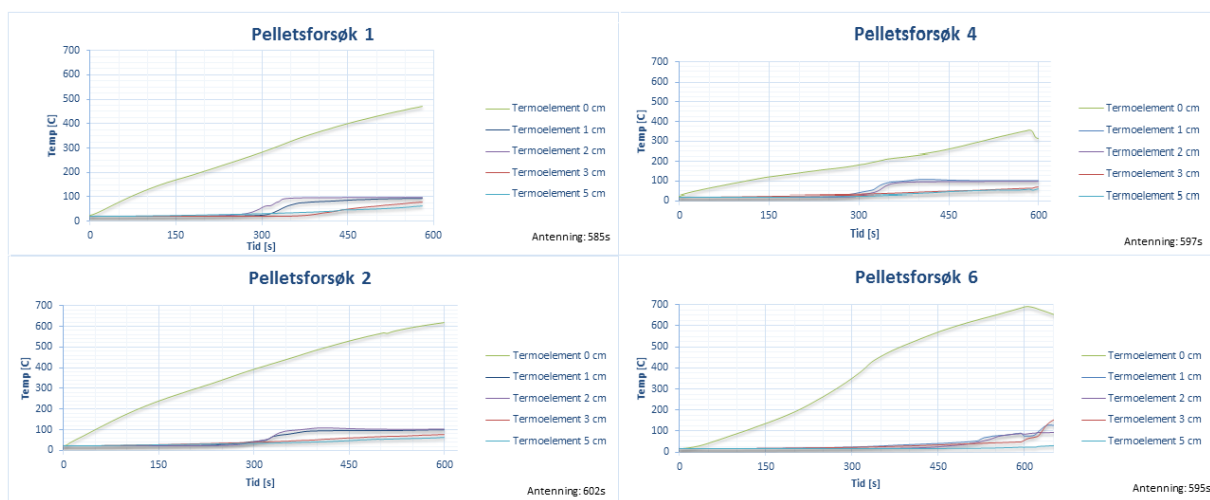 Pelletsforsøk 1
Temp [C]
700
600
500
400
300
200
100
0
0 150 300 450 600
Tid [s]
Termoelement 0 cm
Termoelement 1 cm
Termoelement 2 cm
Termoelement 3 cm
Termoelement 5 cm
Antenning: 585s
Pelletsforsøk 4
Temp [C]
700
600
500
400
300
200
100
0
0 150 300 450 600
Tid [s]
Termoelement 0 cm
Termoelement 1 cm
Termoelement 2 cm
Termoelement 3 cm
Termoelement 5 cm
Antenning: 597s
Pelletsforsøk 2
Temp [C]
700
600
500
400
300
200
100
0
0 150 300 450 600
Tid [s]
Termoelement 0 cm
Termoelement 1 cm
Termoelement 2 cm
Termoelement 3 cm
Termoelement 5 cm
Antenning: 602s
Pelletsforsøk 6
Temp [C]
700
600
500
400
300
200
100
0
0 150 300 450 600
Tid [s]
Termoelement 0 cm
Termoelement 1 cm
Termoelement 2 cm
Termoelement 3 cm
Termoelement 5 cm
Antenning: 595s